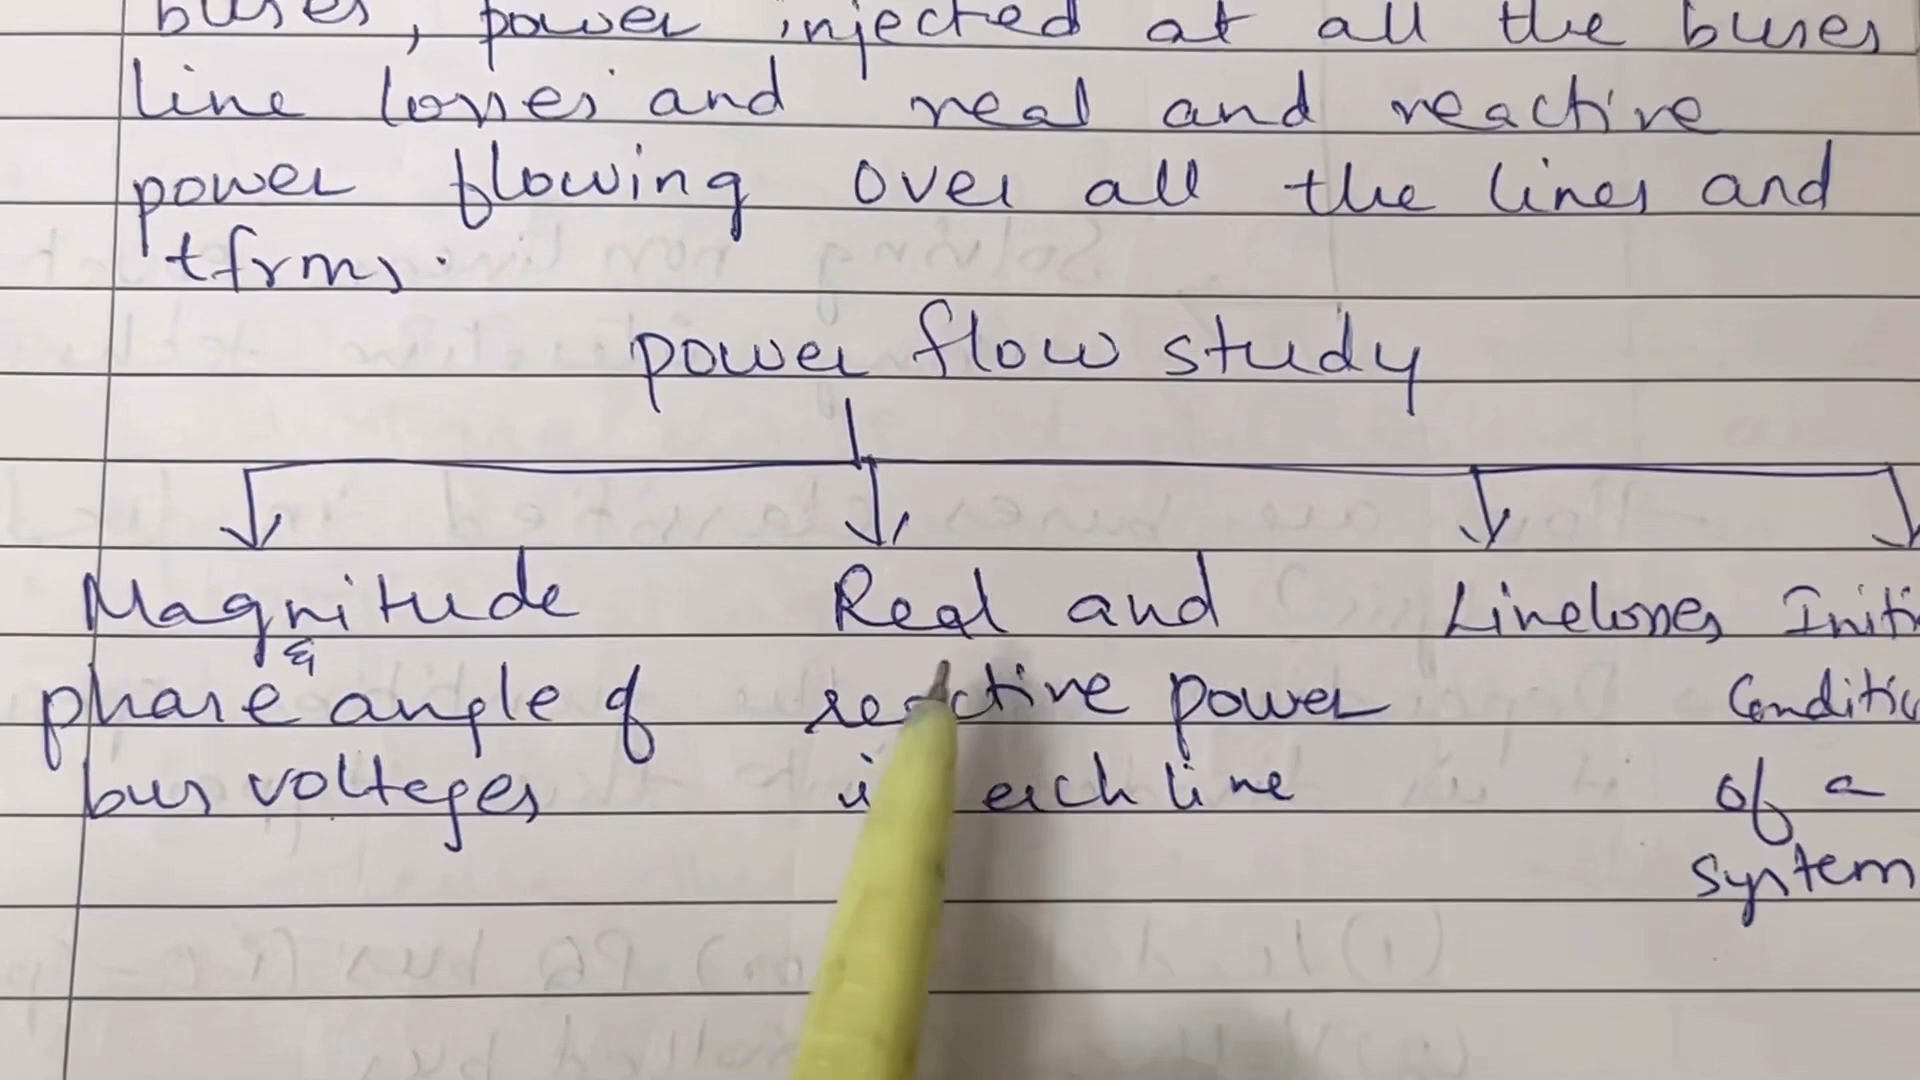 buses, power injected at all the buses
line losses and real and reactive
power flowing over all the lines and
tfrms.
power flow study
Magnitude
&
phase angle of
bus voltages
Real and
reactive power
each line
Linelosses
Initi
Conditio
of a
system